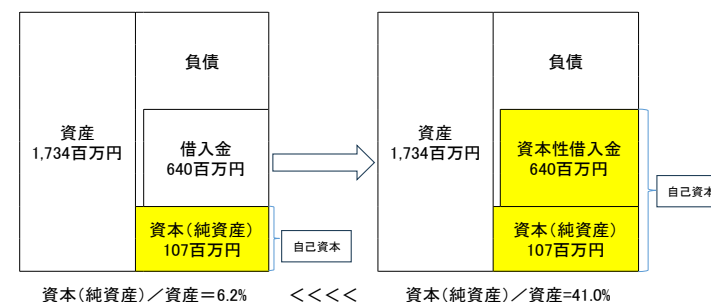 資産
1,734百万円
負債
借入金
640百万円
資本(純資産)
107百万円
自己資本
資産
1,734百万円
負債
資本性借入金
640百万円
資本(純資産)
107百万円
自己資本
資本(純資産)/資産=6.2% <<<< 資本(純資産)/資産=41.0%